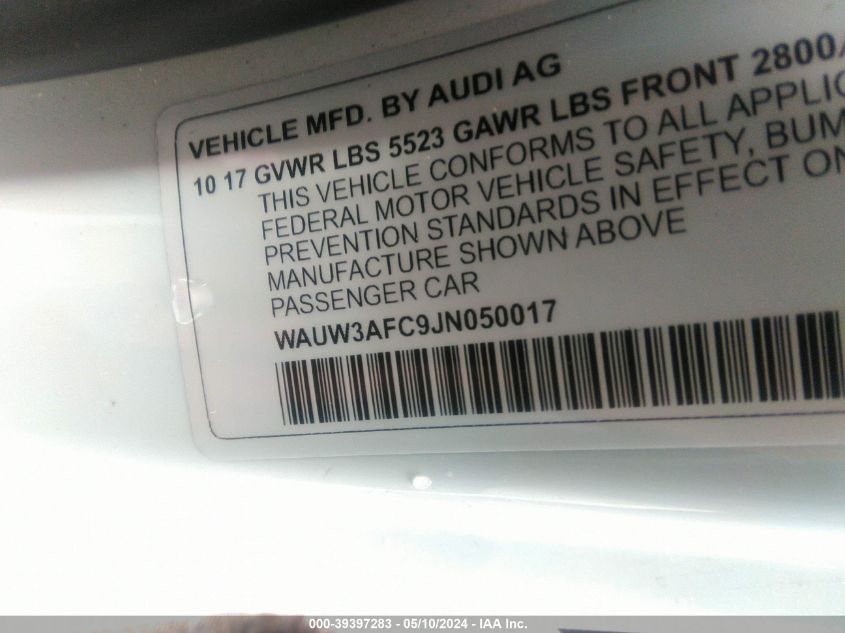 VEHICLE MFD. BY AUDI AG
10 17 GVWR LBS 5523 GAWR LBS FRONT 2800/
THIS VEHICLE CONFORMS TO ALL APPLIC
FEDERAL MOTOR VEHICLE SAFETY, BUM
PREVENTION STANDARDS IN EFFECT ON
MANUFACTURE SHOWN ABOVE
PASSENGER CAR
WAUW3AFC9JN050017
000-39397283 - 05/10/2024 - IAA Inc.